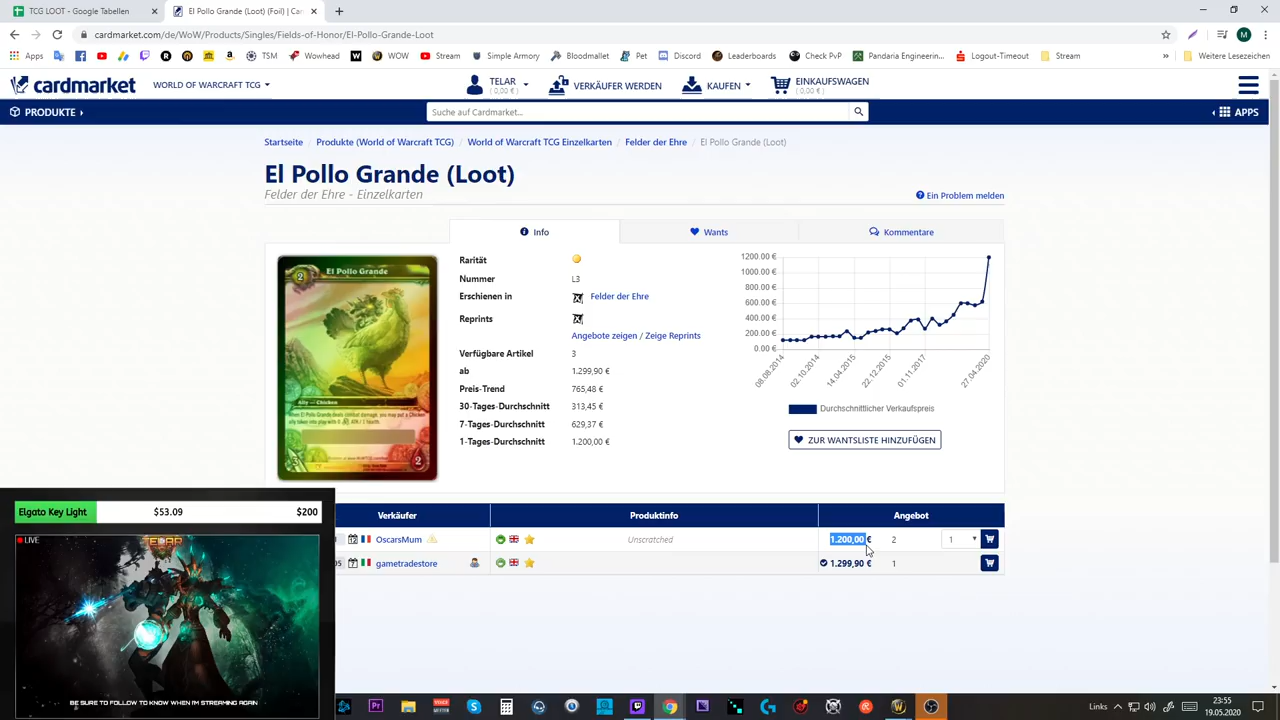 TCG LOOT - Google Tabellen
El Pollo Grande (Loot) (Foil) | Ca
cardmarket.com/de/WoW/Products/Singles/Fields-of-Honor/El-Pollo-Grande-Loot
Apps TSM Wowhead WOW Stream Simple Armory Bloodmallet Pet Discord Leaderboards Check PvP Pandaria Engineerin... Logout-Timeout Stream » Weitere Lesezeichen
cardmarket
WORLD OF WARCRAFT TCG
TELAR
( 0,00 € )
VERKÄUFER WERDEN
KAUFEN
EINKAUFSWAGEN
( 0,00 € )
PRODUKTE
Suche auf Cardmarket...
APPS
Startseite / Produkte (World of Warcraft TCG) / World of Warcraft TCG Einzelkarten / Felder der Ehre / El Pollo Grande (Loot)
El Pollo Grande (Loot)
Felder der Ehre - Einzelkarten
Ein Problem melden
Info
Wants
Kommentare
2 El Pollo Grande
Ally — Chicken
2
Rarität
Nummer L3
Erschienen in Felder der Ehre
Reprints
Angebote zeigen / Zeige Reprints
Verfügbare Artikel 3
ab 1.299,90 €
Preis-Trend 765,48 €
30-Tages-Durchschnitt 313,45 €
7-Tages-Durchschnitt 629,37 €
1-Tages-Durchschnitt 1.200,00 €
1200.00 €
1000.00 €
800.00 €
600.00 €
400.00 €
200.00 €
0.00 €
08.08.2014
02.10.2014
14.04.2015
22.12.2015
01.11.2017
27.04.2020
Durchschnittlicher Verkaufspreis
ZUR WANTSLISTE HINZUFÜGEN
Verkäufer Produktinfo Angebot
OscarsMum Unscratched 1.200,00 € 2 1
gametradestore 1.299,90 € 1
Elgato Key Light $53.09 $200
LIVE
TELAR
BE SURE TO FOLLOW TO KNOW WHEN I'M STREAMING AGAIN
Links
23:55
19.05.2020